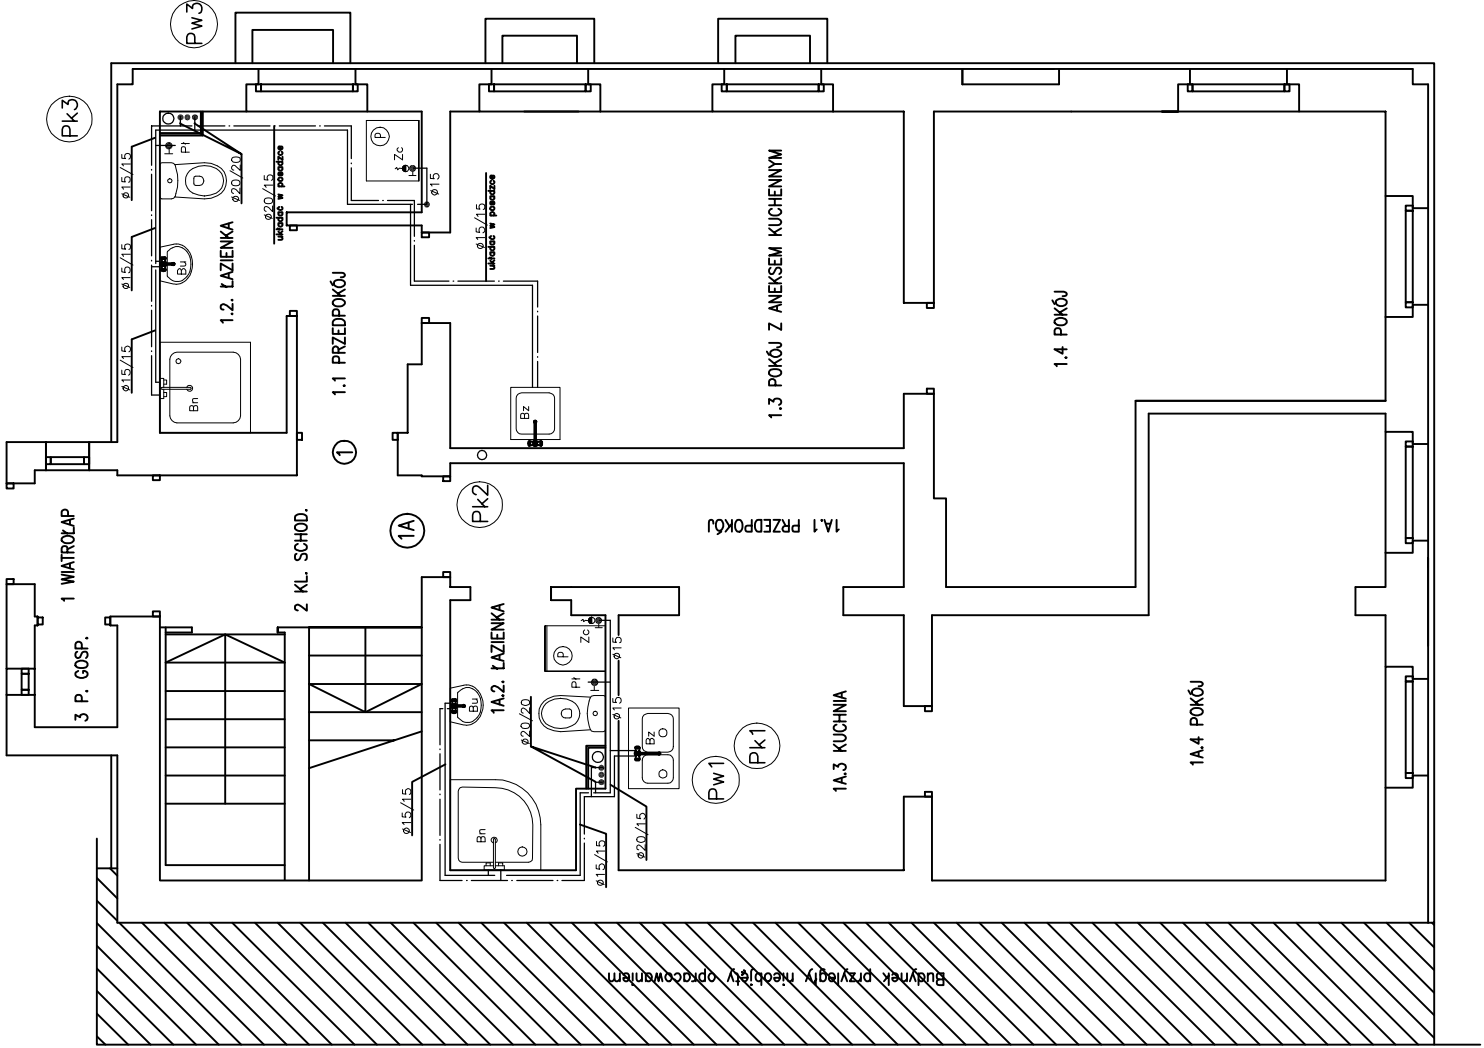 Pw3
Pk3
ø15/15
ø20/20
Pł
ø20/15
układać w posadzce
P
Zc
ø15
ø15/15
Bu
1.2. ŁAZIENKA
ø15/15
układać w posadzce
ø15/15
Bn
1.1 PRZEDPOKÓJ
1.3 POKÓJ Z ANEKSEM KUCHENNYM
1.4 POKÓJ
Bz
1
Pk2
1A
1 WIATROŁAP
2 KL. SCHOD.
1A.1 PRZEDPOKÓJ
3 P. GOSP.
1A.2. ŁAZIENKA
Zc
P
ø15
Pł
ø15
Bu
ø20/20
Bz
ø15/15
Bn
ø15/15
ø20/15
Pw1
Pk1
1A.3 KUCHNIA
1A.4 POKÓJ
Budynek przyległy nieobjęty opracowaniem